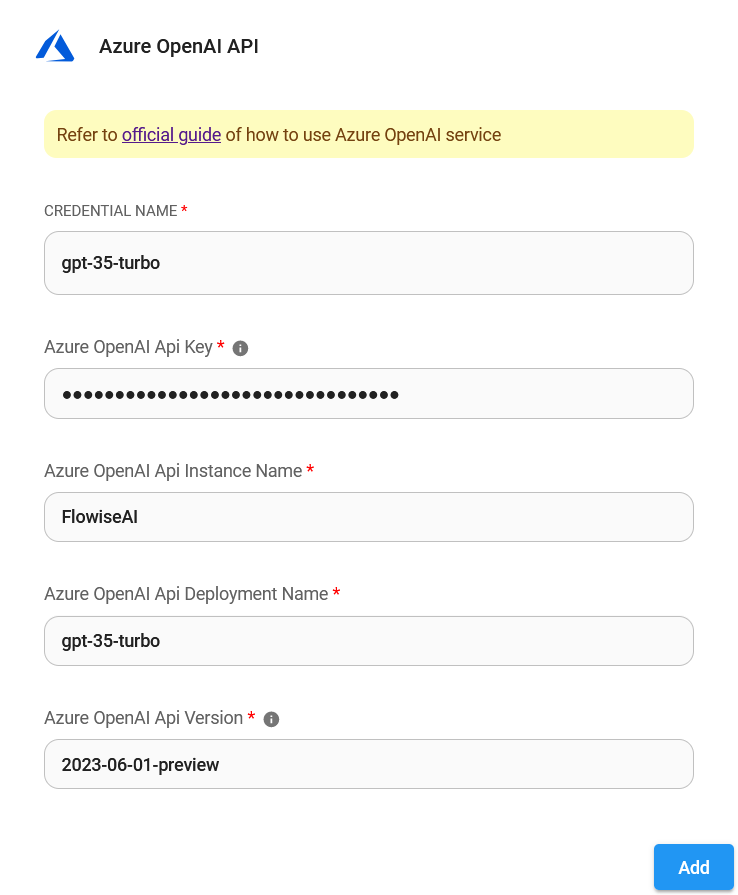 Azure OpenAI API
Refer to official guide of how to use Azure OpenAI service
CREDENTIAL NAME *
gpt-35-turbo
Azure OpenAI Api Key *
••••••••••••••••••••••••••••••••
Azure OpenAI Api Instance Name *
FlowiseAI
Azure OpenAI Api Deployment Name *
gpt-35-turbo
Azure OpenAI Api Version *
2023-06-01-preview
Add